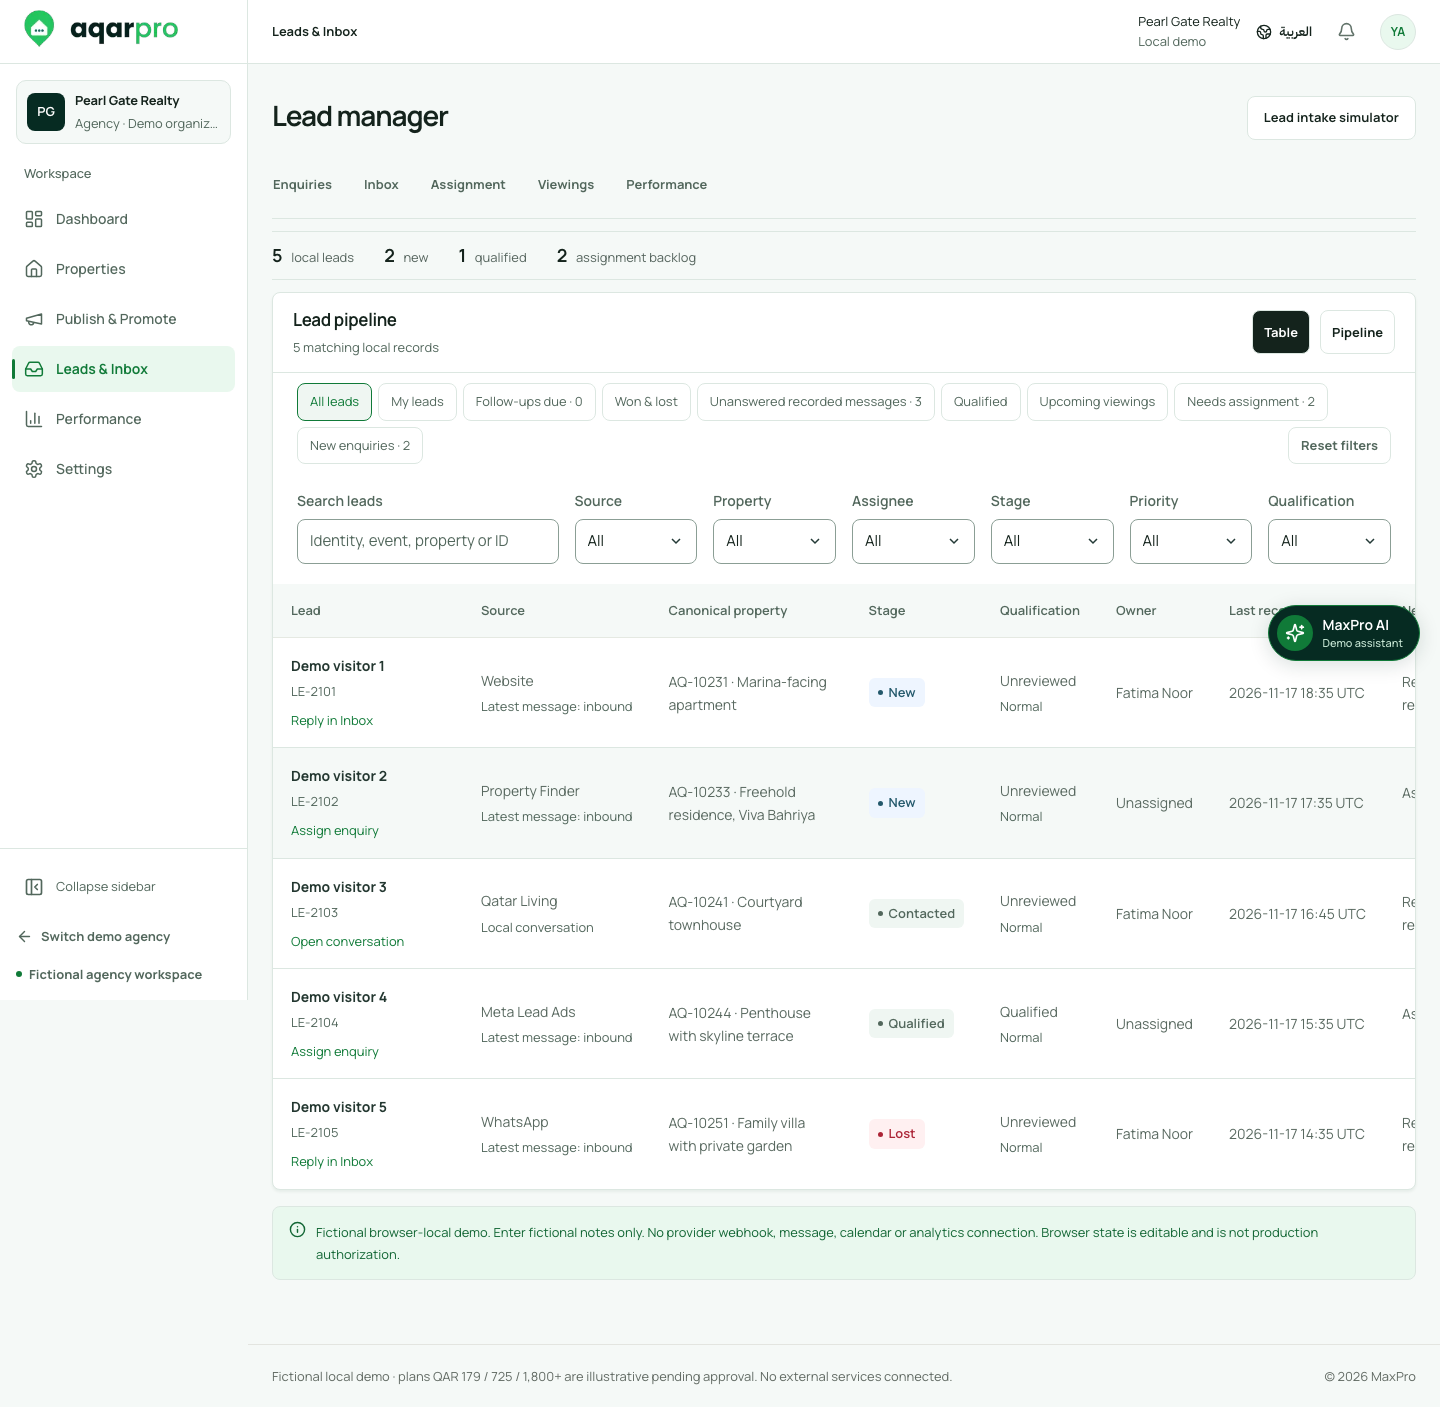 aqarpro
Leads & Inbox
Pearl Gate Realty
Local demo
العربية
YA
PG
Pearl Gate Realty
Agency · Demo organiz...
Workspace
Dashboard
Properties
Publish & Promote
Leads & Inbox
Performance
Settings
Collapse sidebar
Switch demo agency
Fictional agency workspace
Lead manager
Lead intake simulator
Enquiries Inbox Assignment Viewings Performance
5 local leads 2 new 1 qualified 2 assignment backlog
Lead pipeline
5 matching local records
Table Pipeline
All leads My leads Follow-ups due · 0 Won & lost Unanswered recorded messages · 3 Qualified Upcoming viewings Needs assignment · 2
New enquiries · 2 Reset filters
Search leads Source Property Assignee Stage Priority Qualification
Identity, event, property or ID All All All All All All
Lead Source Canonical property Stage Qualification Owner Last
MaxPro AI
Demo assistant
Demo visitor 1
LE-2101
Reply in Inbox
Website
Latest message: inbound
AQ-10231 · Marina-facing
apartment
New
Unreviewed
Normal
Fatima Noor
2026-11-17 18:35 UTC
Demo visitor 2
LE-2102
Assign enquiry
Property Finder
Latest message: inbound
AQ-10233 · Freehold
residence, Viva Bahriya
New
Unreviewed
Normal
Unassigned
2026-11-17 17:35 UTC
Demo visitor 3
LE-2103
Open conversation
Qatar Living
Local conversation
AQ-10241 · Courtyard
townhouse
Contacted
Unreviewed
Normal
Fatima Noor
2026-11-17 16:45 UTC
Demo visitor 4
LE-2104
Assign enquiry
Meta Lead Ads
Latest message: inbound
AQ-10244 · Penthouse
with skyline terrace
Qualified
Qualified
Normal
Unassigned
2026-11-17 15:35 UTC
Demo visitor 5
LE-2105
Reply in Inbox
WhatsApp
Latest message: inbound
AQ-10251 · Family villa
with private garden
Lost
Unreviewed
Normal
Fatima Noor
2026-11-17 14:35 UTC
Fictional browser-local demo. Enter fictional notes only. No provider webhook, message, calendar or analytics connection. Browser state is editable and is not production
authorization.
Fictional local demo · plans QAR 179 / 725 / 1,800+ are illustrative pending approval. No external services connected.
© 2026 MaxPro